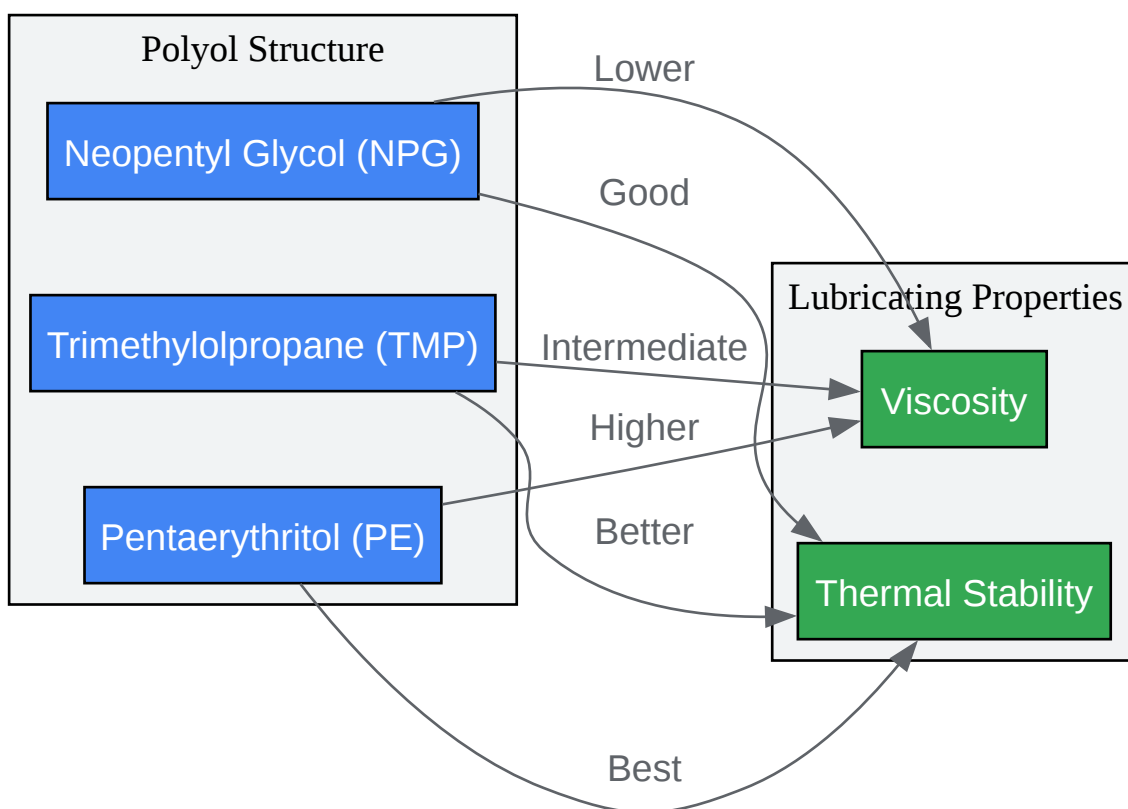 Polyol Structure
Neopentyl Glycol (NPG)
Trimethylolpropane (TMP)
Pentaerythritol (PE)
Lower
Good
Intermediate
Higher
Better
Best
Lubricating Properties
Viscosity
Thermal Stability